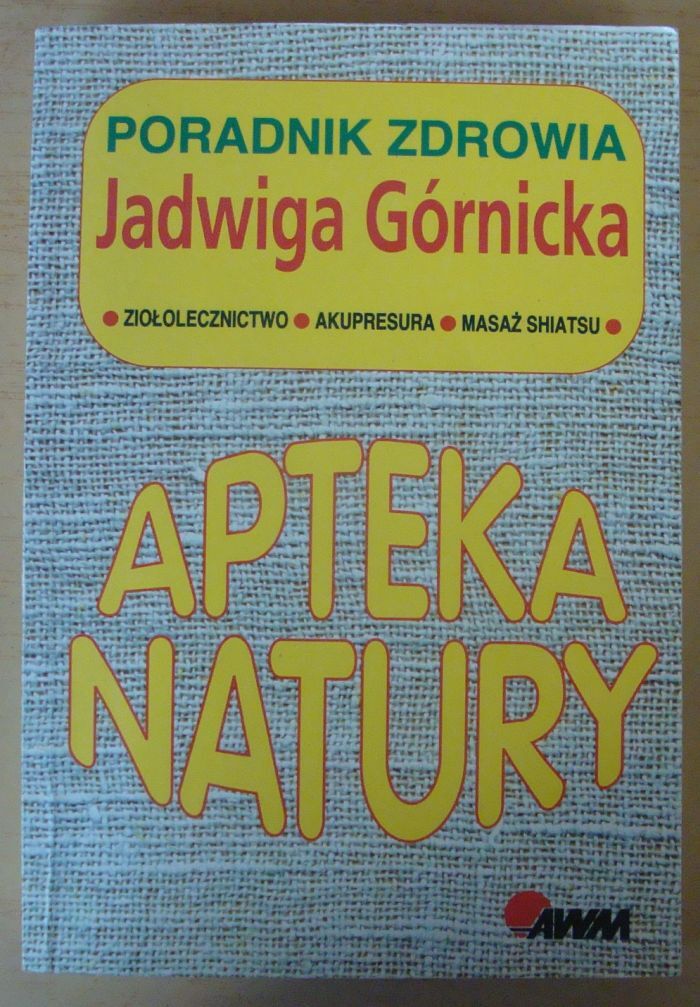 PORADNIK ZDROWIA
Jadwiga Górnicka
● ZIOŁOLECZNICTWO ● AKUPRESURA ● MASAŻ SHIATSU ●
APTEKA
NATURY
AWM